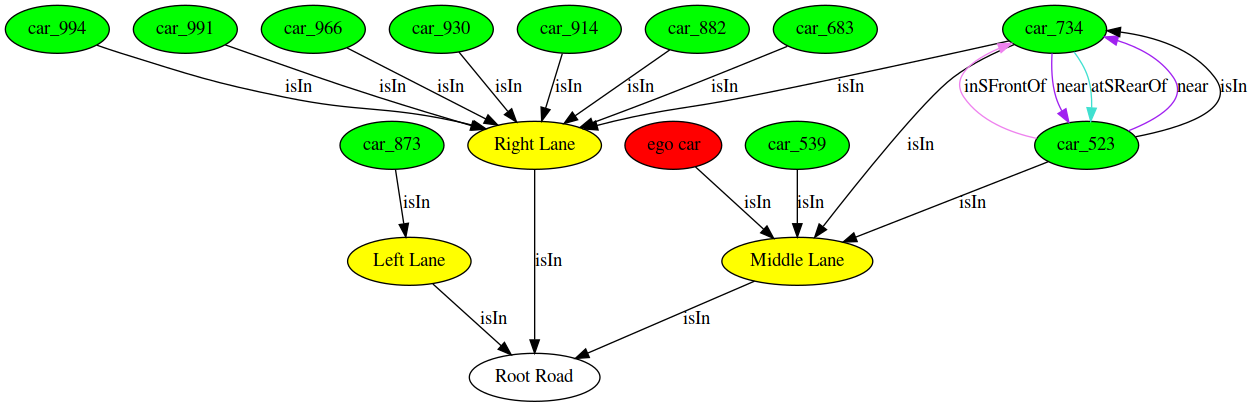 car_994 car_991 car_966 car_930 car_914 car_882 car_683 car_734
isIn isIn isIn isIn isIn isIn isIn isIn inSFrontOf near atSRearOf near isIn
car_873 Right Lane ego car car_539 isIn car_523
isIn isIn isIn isIn
Left Lane isIn Middle Lane
isIn isIn
Root Road